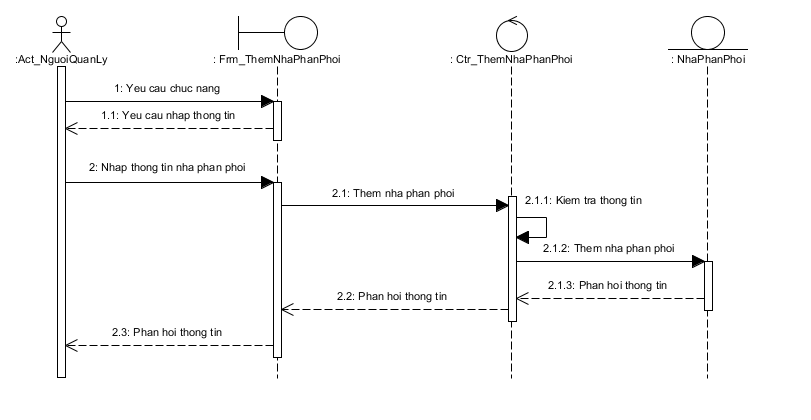 :Act_NguoiQuanLy
: Frm_ThemNhaPhanPhoi
: Ctr_ThemNhaPhanPhoi
: NhaPhanPhoi
1: Yeu cau chuc nang
1.1: Yeu cau nhap thong tin
2: Nhap thong tin nha phan phoi
2.1: Them nha phan phoi
2.1.1: Kiem tra thong tin
2.1.2: Them nha phan phoi
2.1.3: Phan hoi thong tin
2.2: Phan hoi thong tin
2.3: Phan hoi thong tin